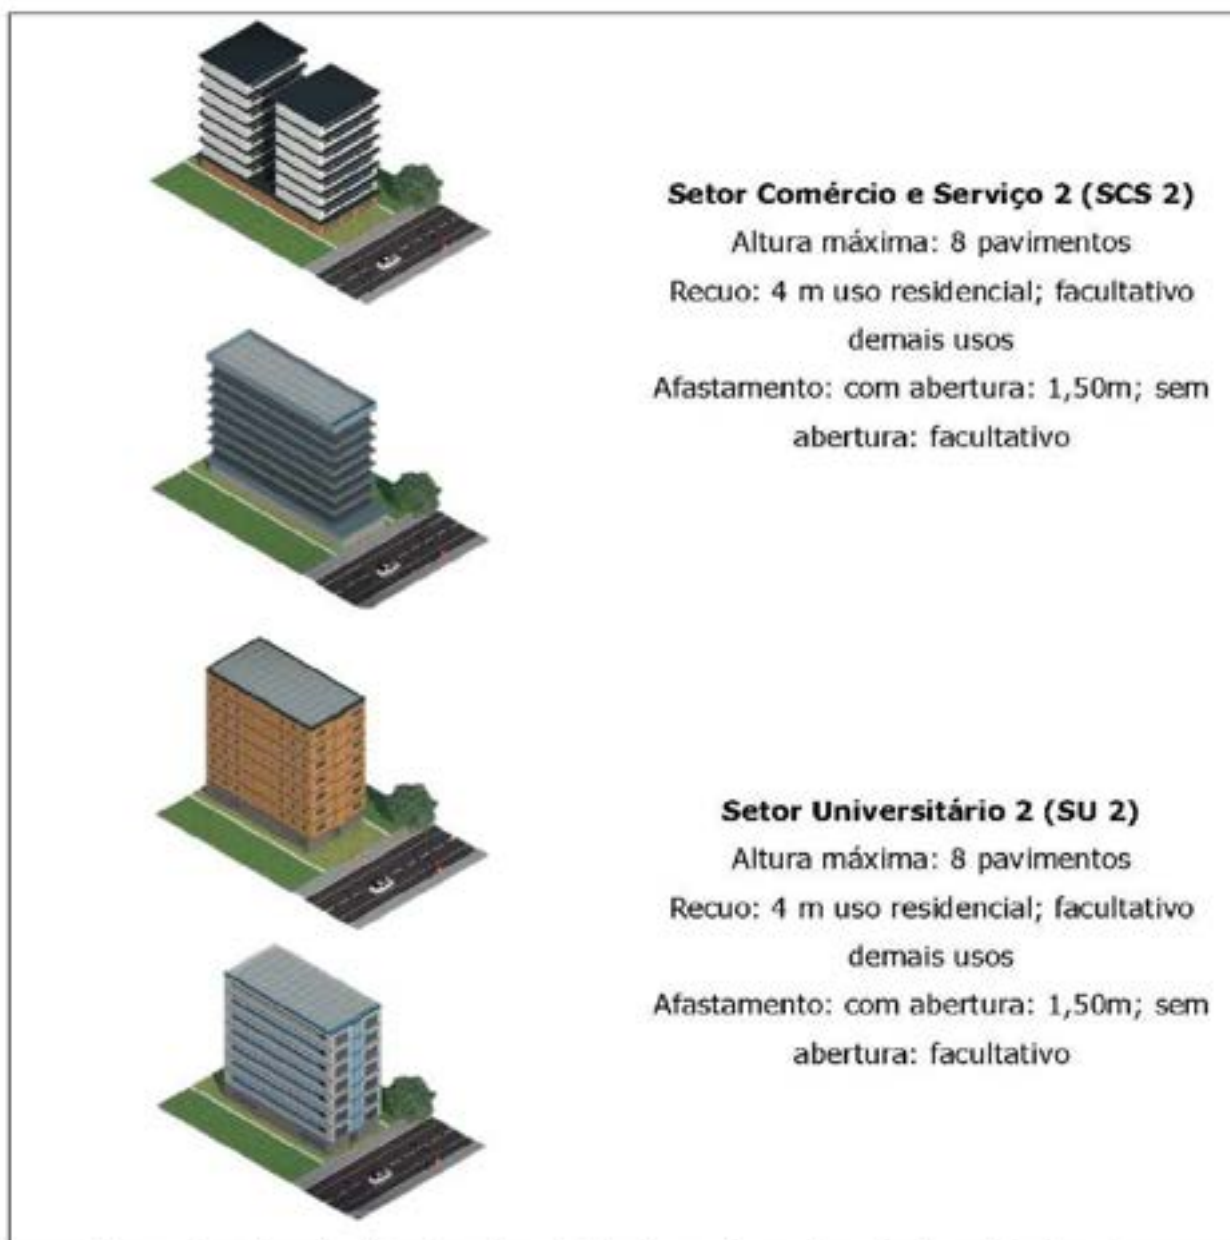 Setor Comércio e Serviço 2 (SCS 2)
Altura máxima: 8 pavimentos
Recuo: 4 m uso residencial; facultativo
demais usos
Afastamento: com abertura: 1,50m; sem
abertura: facultativo
Setor Universitário 2 (SU 2)
Altura máxima: 8 pavimentos
Recuo: 4 m uso residencial; facultativo
demais usos
Afastamento: com abertura: 1,50m; sem
abertura: facultativo